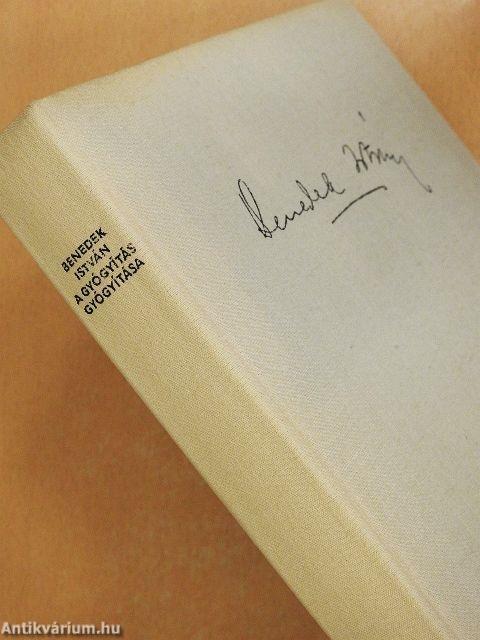 Benedek István
BENEDEK
ISTVÁN
A GYÓGYÍTÁS
GYÓGYÍTÁSA
Antikvárium.hu